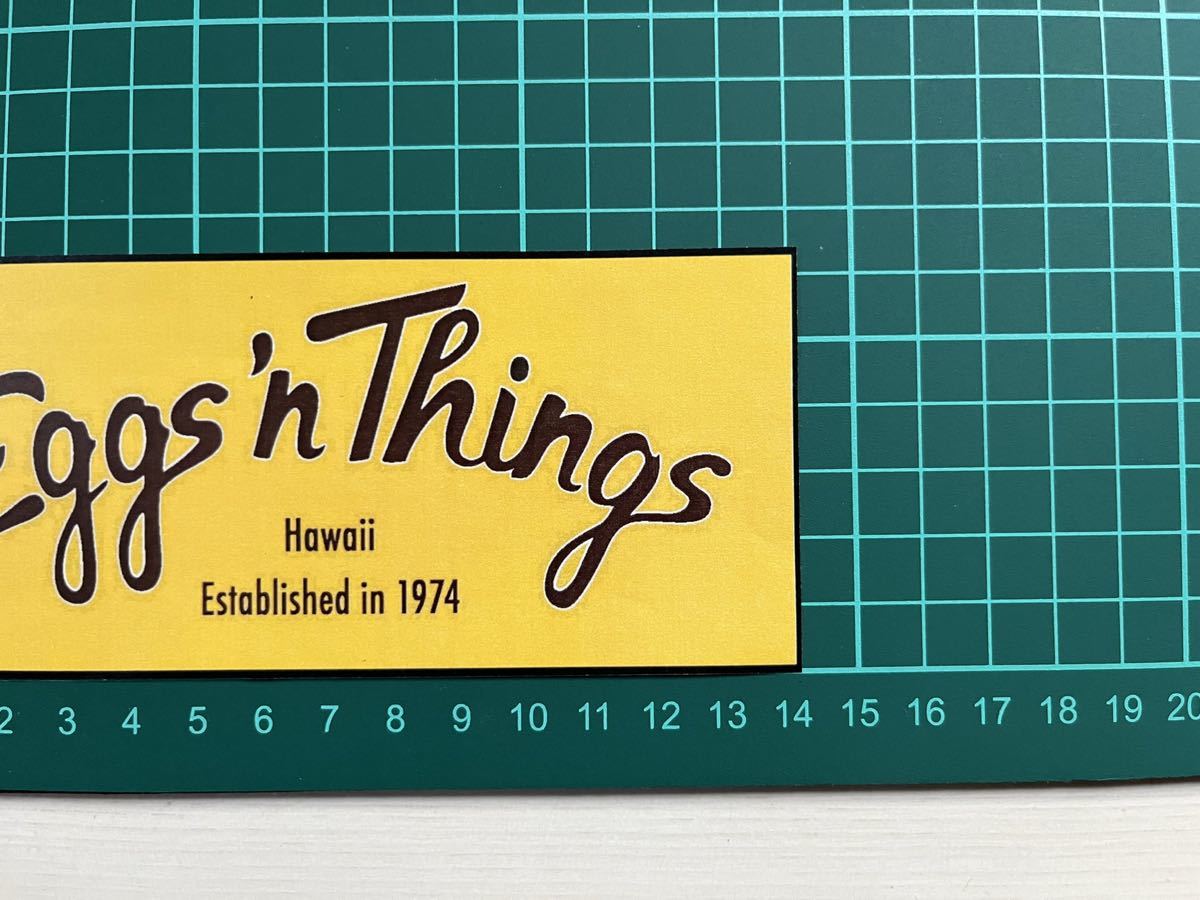 Eggs 'n Things
Hawaii
Established in 1974
2 3 4 5 6 7 8 9 10 11 12 13 14 15 16 17 18 19 20